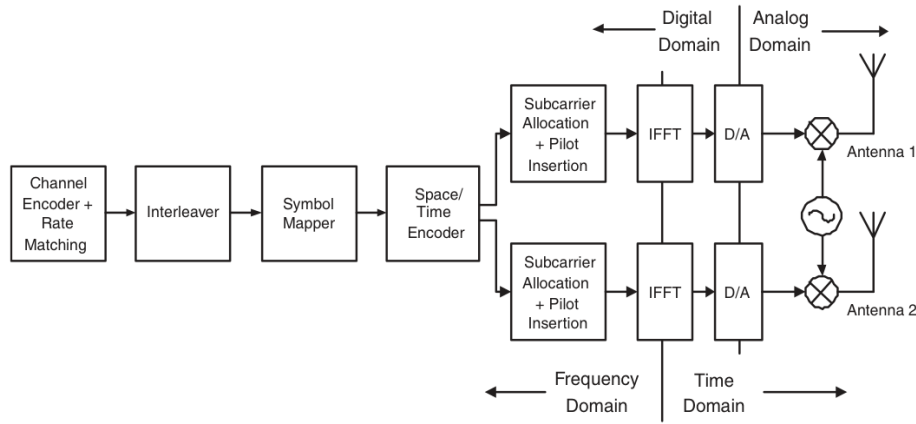 Digital
Domain
Analog
Domain
Subcarrier
Allocation
+ Pilot
Insertion
IFFT
D/A
Antenna 1
Channel
Encoder +
Rate
Matching
Interleaver
Symbol
Mapper
Space/
Time
Encoder
Subcarrier
Allocation
+ Pilot
Insertion
IFFT
D/A
Antenna 2
Frequency
Domain
Time
Domain